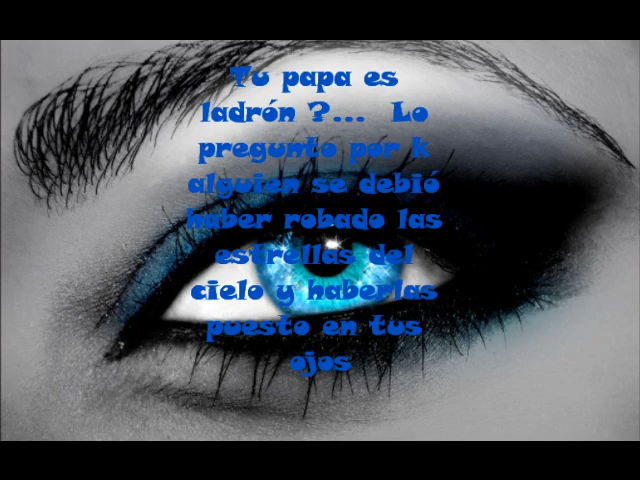 Tu papa es
ladrón ?... Lo
pregunto por k
alguien se debió
haber robado las
estrellas del
cielo y haberlas
puesto en tus
ojos